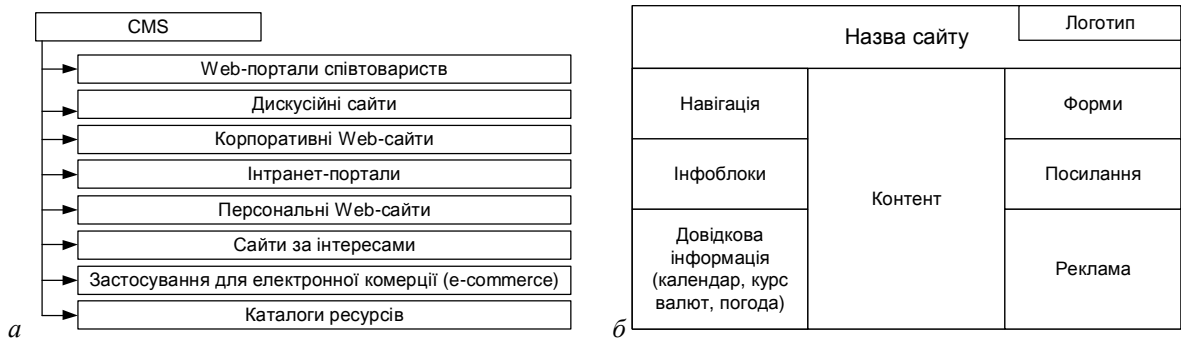 CMS
Web-портали співтовариств
Дискусійні сайти
Корпоративні Web-сайти
Інтранет-портали
Персональні Web-сайти
Сайти за інтересами
Застосування для електронної комерції (e-commerce)
Каталоги ресурсів
а
Назва сайту
Логотип
Навігація
Форми
Інфоблоки
Контент
Посилання
Довідкова
інформація
(календар, курс
валют, погода)
Реклама
б